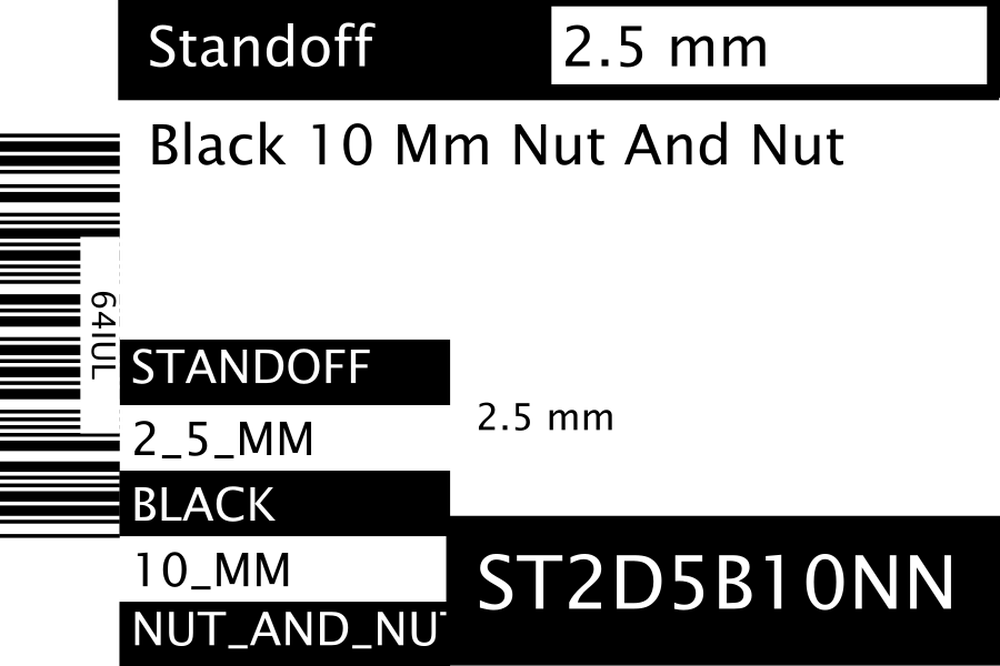 Standoff
2.5 mm
Black 10 Mm Nut And Nut
64IUL
STANDOFF
2_5_MM
BLACK
10_MM
NUT_AND_NUT
2.5 mm
ST2D5B10NN